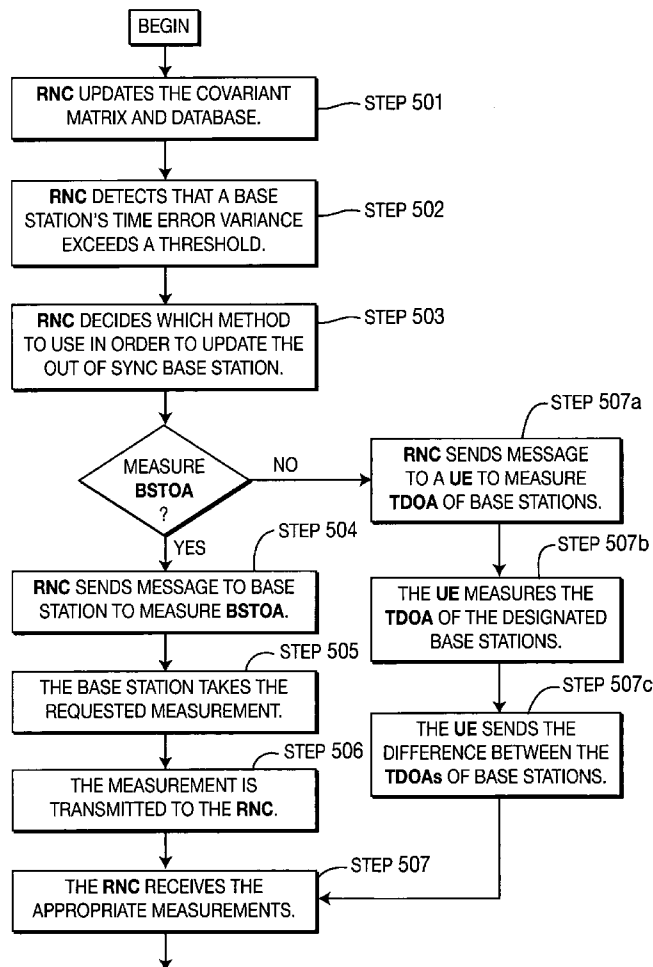 BEGIN
RNC UPDATES THE COVARIANT
MATRIX AND DATABASE.
STEP 501
RNC DETECTS THAT A BASE
STATION'S TIME ERROR VARIANCE
EXCEEDS A THRESHOLD.
STEP 502
RNC DECIDES WHICH METHOD
TO USE IN ORDER TO UPDATE THE
OUT OF SYNC BASE STATION.
STEP 503
MEASURE
BSTOA
?
NO
YES
STEP 507a
RNC SENDS MESSAGE
TO A UE TO MEASURE
TDOA OF BASE STATIONS.
STEP 504
RNC SENDS MESSAGE TO BASE
STATION TO MEASURE BSTOA.
STEP 507b
THE UE MEASURES THE
TDOA OF THE DESIGNATED
BASE STATIONS.
STEP 505
THE BASE STATION TAKES THE
REQUESTED MEASUREMENT.
STEP 507c
THE UE SENDS THE
DIFFERENCE BETWEEN THE
TDOAs OF BASE STATIONS.
STEP 506
THE MEASUREMENT IS
TRANSMITTED TO THE RNC.
STEP 507
THE RNC RECEIVES THE
APPROPRIATE MEASUREMENTS.